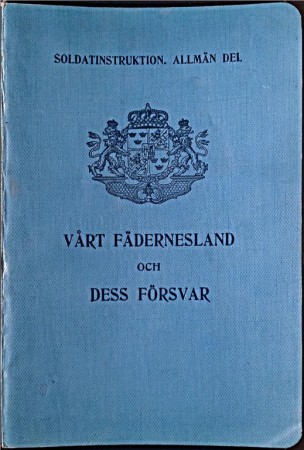 SOLDATINSTRUKTION. ALLMÄN DEL
VÅRT FÄDERNESLAND
OCH
DESS FÖRSVAR